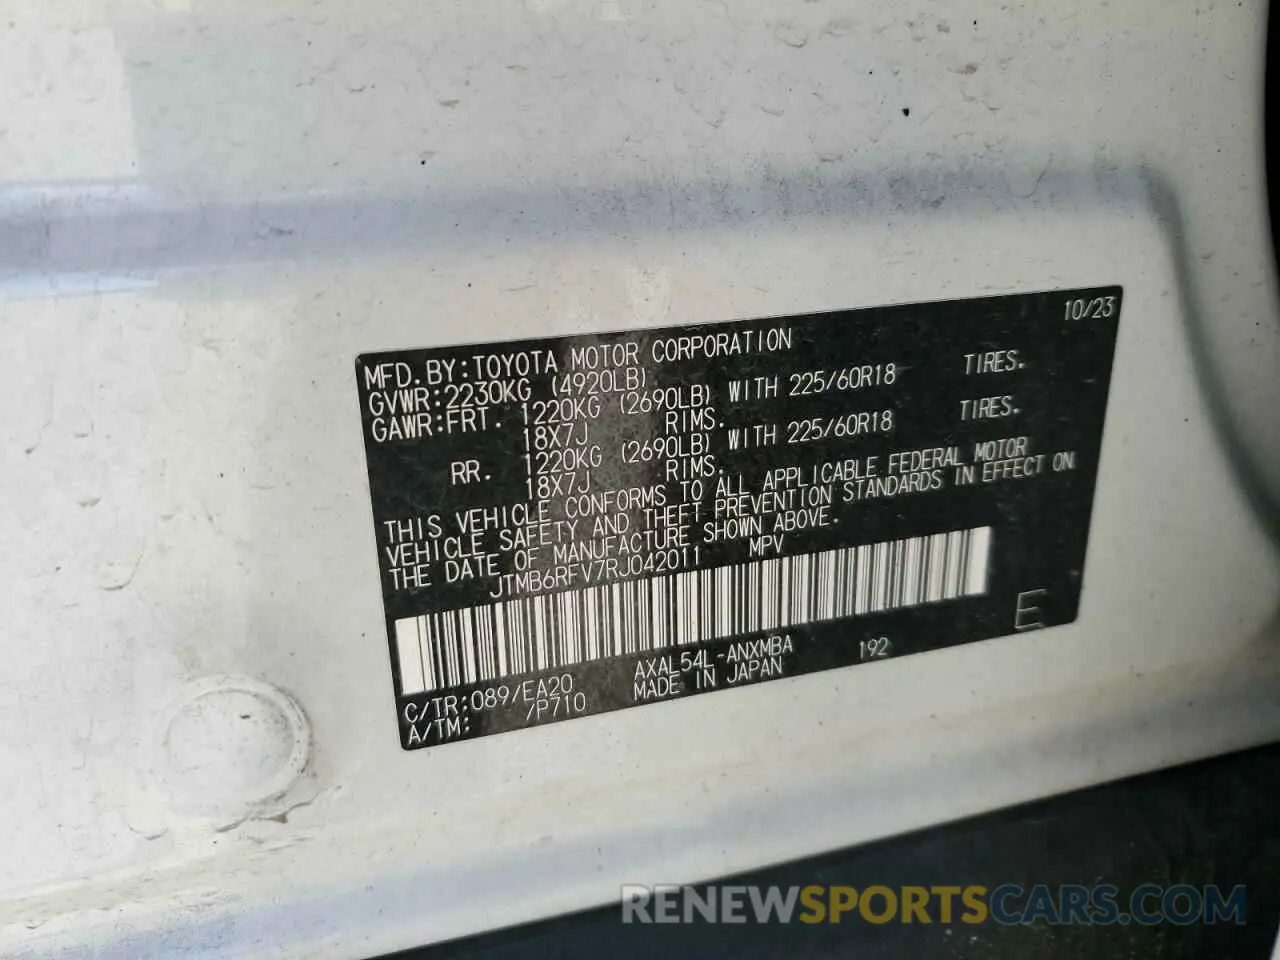 10/23
MFD. BY: TOYOTA MOTOR CORPORATION
GVWR: 2230KG (4920LB)
GAWR: FRT. 1220KG (2690LB) WITH 225/60R18 TIRES.
18X7J RIMS.
RR. 1220KG (2690LB) WITH 225/60R18 TIRES.
18X7J RIMS.
THIS VEHICLE CONFORMS TO ALL APPLICABLE FEDERAL MOTOR
VEHICLE SAFETY AND THEFT PREVENTION STANDARDS IN EFFECT ON
THE DATE OF MANUFACTURE SHOWN ABOVE.
JTMB6RFV7RJ042011 MPV
E
C/TR: 089/EA20 AXAL54L-ANXMBA 192
A/TM: /P710 MADE IN JAPAN
RENEWSPORTSCARS.COM